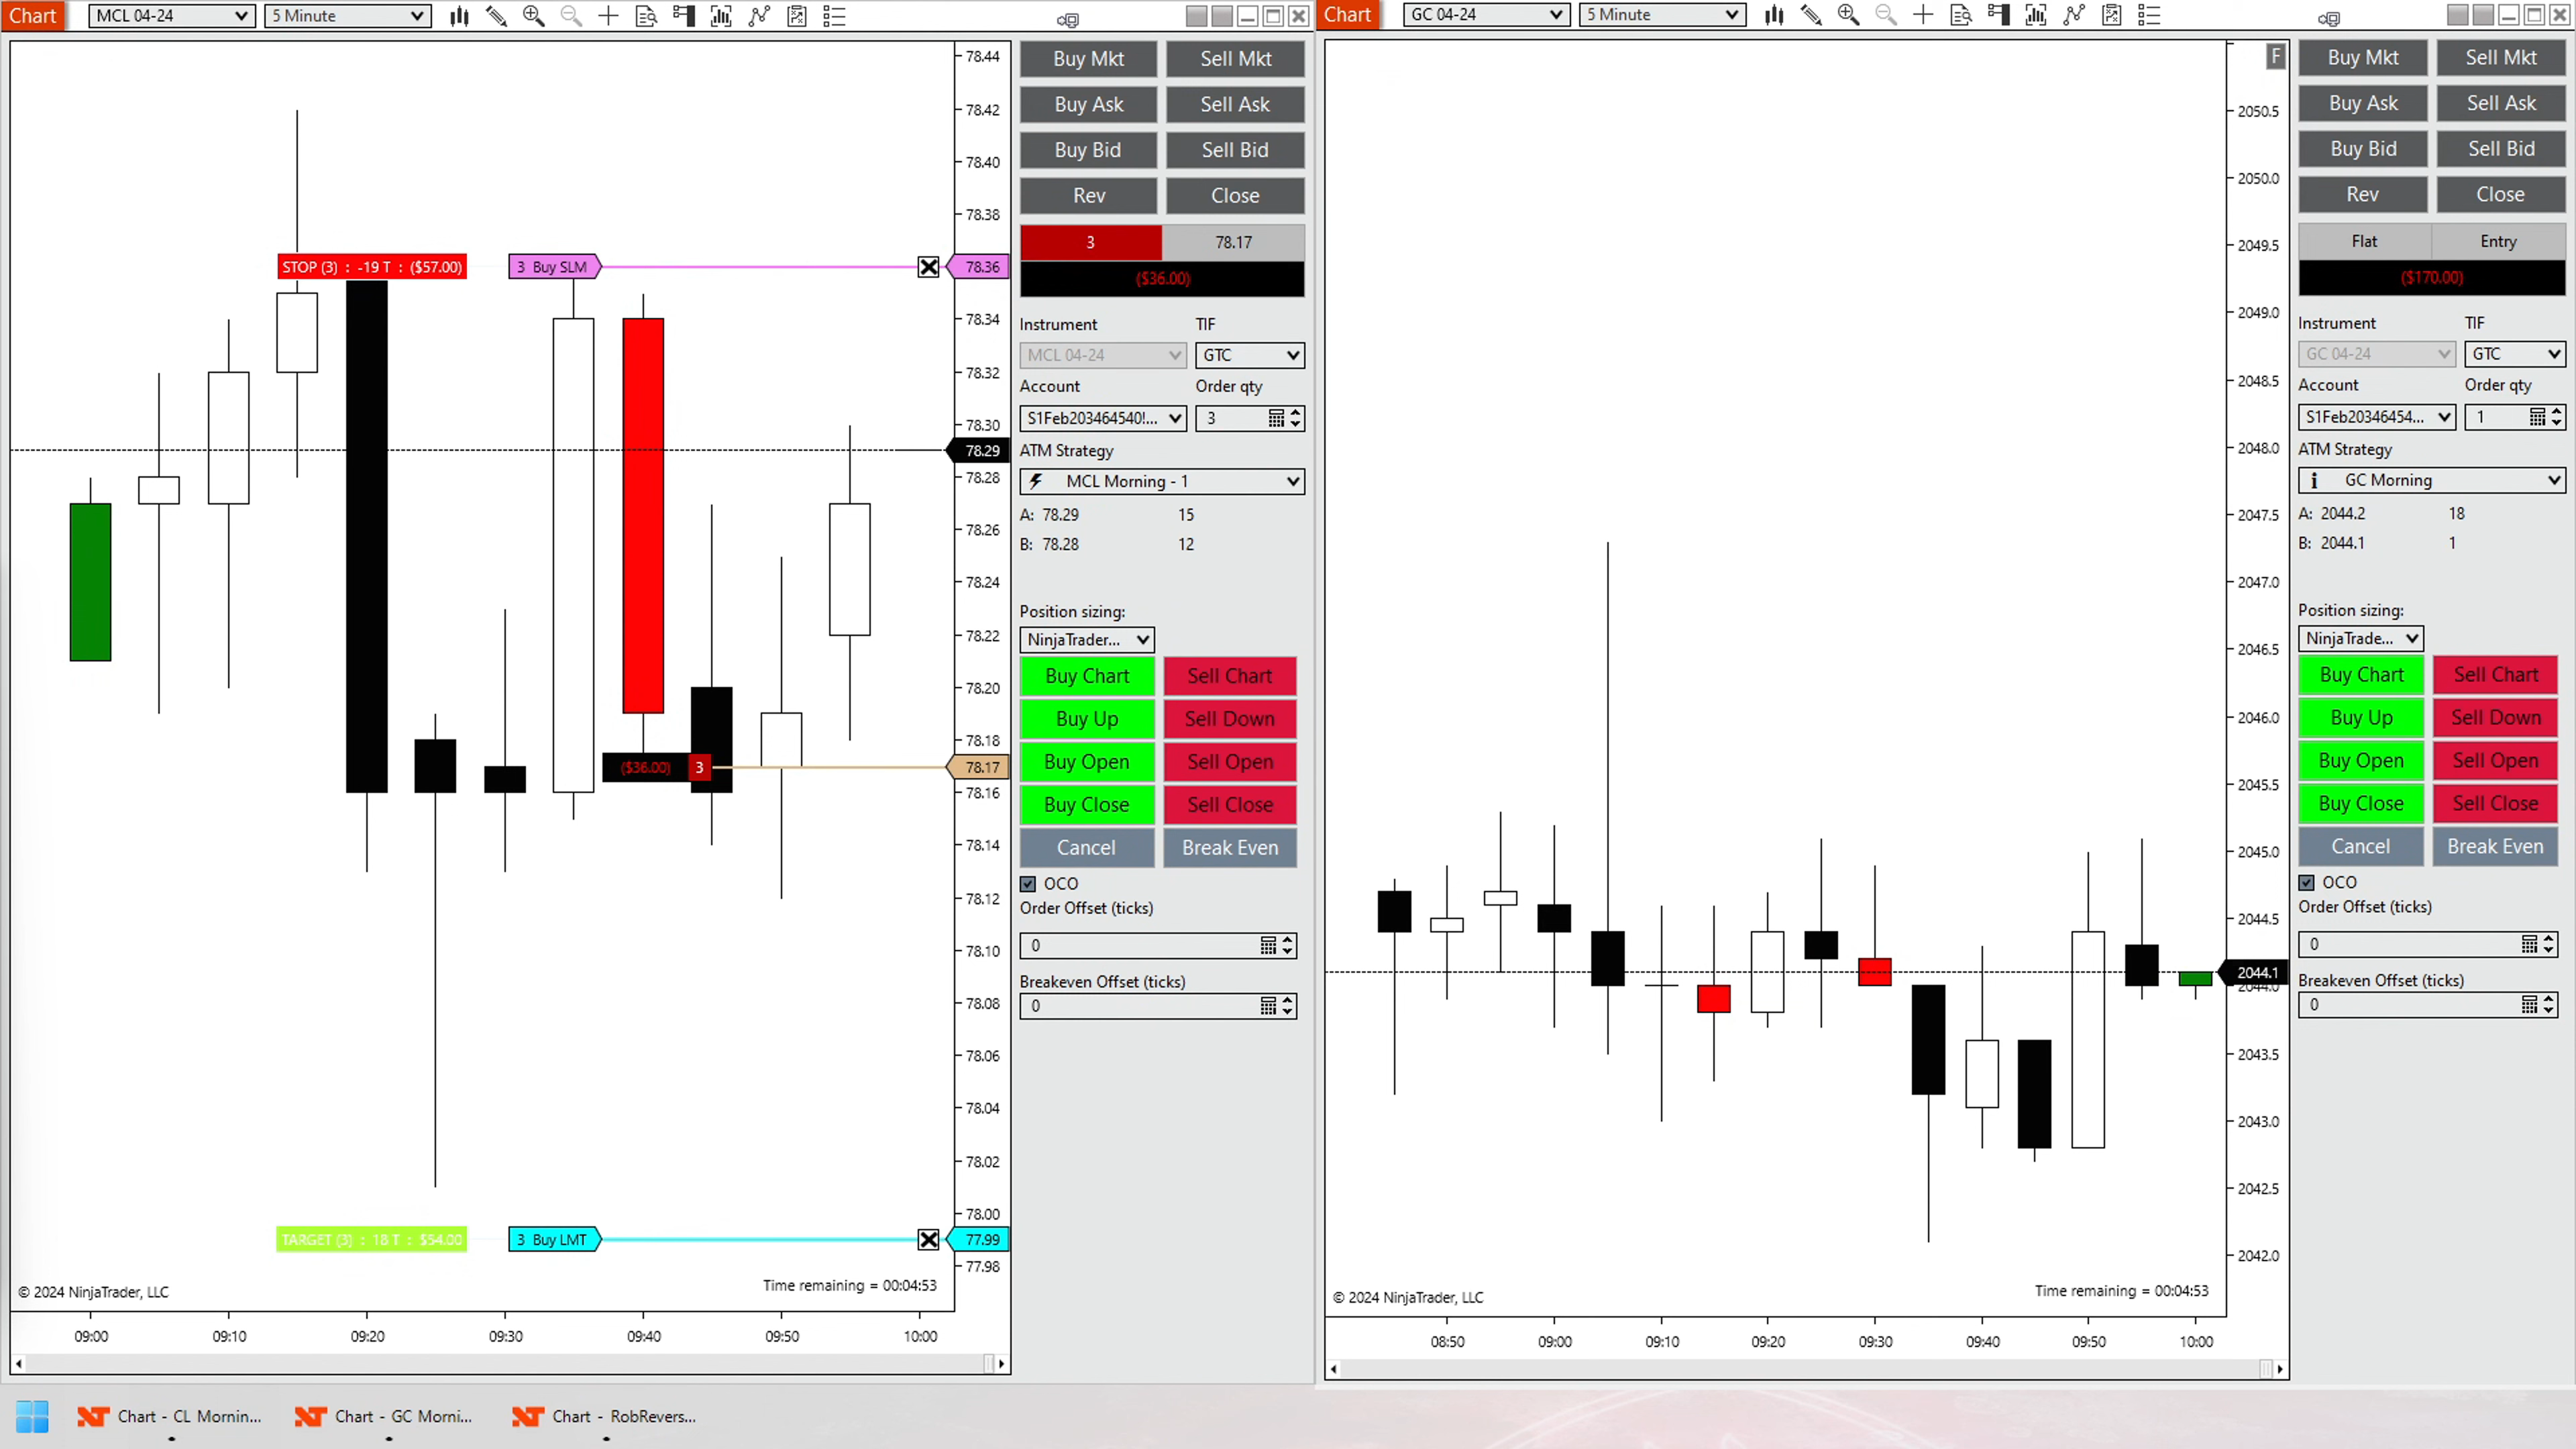 Chart MCL 04-24 5 Minute
78.44
78.42
78.40
78.38
STOP (3) : -19 T : ($57.00) 3 Buy SLM 78.36
78.34
78.32
78.30
78.29
78.28
78.26
78.24
78.22
78.20
78.18
($36.00) 3 78.17
78.16
78.14
78.12
78.10
78.08
78.06
78.04
78.02
78.00
TARGET (3) : 18 T : $54.00 3 Buy LMT 77.99
77.98
Time remaining = 00:04:53
© 2024 NinjaTrader, LLC
09:00 09:10 09:20 09:30 09:40 09:50 10:00
Buy Mkt Sell Mkt
Buy Ask Sell Ask
Buy Bid Sell Bid
Rev Close
3 78.17
($36.00)
Instrument TIF
MCL 04-24 GTC
Account Order qty
S1Feb203464540!... 3
ATM Strategy
MCL Morning - 1
A: 78.29 15
B: 78.28 12
Position sizing:
NinjaTrader...
Buy Chart Sell Chart
Buy Up Sell Down
Buy Open Sell Open
Buy Close Sell Close
Cancel Break Even
OCO
Order Offset (ticks)
0
Breakeven Offset (ticks)
0
Chart GC 04-24 5 Minute
F
2050.5
2050.0
2049.5
2049.0
2048.5
2048.0
2047.5
2047.0
2046.5
2046.0
2045.5
2045.0
2044.5
2044.1
2044.0
2043.5
2043.0
2042.5
2042.0
Time remaining = 00:04:53
© 2024 NinjaTrader, LLC
08:50 09:00 09:10 09:20 09:30 09:40 09:50 10:00
Buy Mkt Sell Mkt
Buy Ask Sell Ask
Buy Bid Sell Bid
Rev Close
Flat Entry
($170.00)
Instrument TIF
GC 04-24 GTC
Account Order qty
S1Feb20346454... 1
ATM Strategy
GC Morning
A: 2044.2 18
B: 2044.1 1
Position sizing:
NinjaTrade...
Buy Chart Sell Chart
Buy Up Sell Down
Buy Open Sell Open
Buy Close Sell Close
Cancel Break Even
OCO
Order Offset (ticks)
0
Breakeven Offset (ticks)
0
Chart - CL Mornin... Chart - GC Morni... Chart - RobRevers...